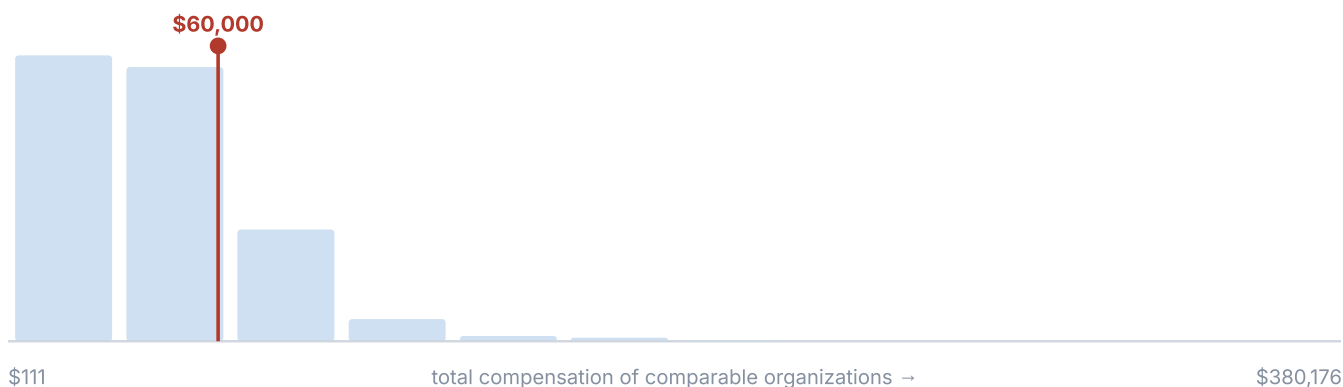 $60,000
$111 total compensation of comparable organizations → $380,176